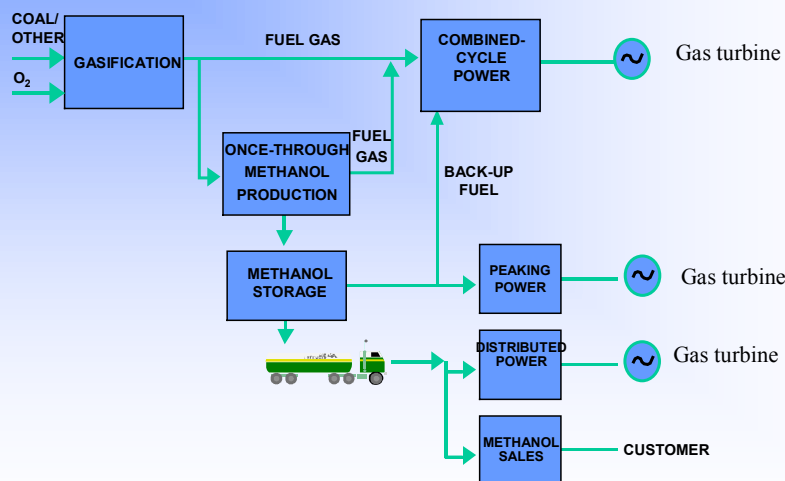 COAL/
OTHER
O₂
GASIFICATION
FUEL GAS
COMBINED-
CYCLE
POWER
Gas turbine
ONCE-THROUGH
METHANOL
PRODUCTION
FUEL
GAS
BACK-UP
FUEL
METHANOL
STORAGE
PEAKING
POWER
Gas turbine
DISTRIBUTED
POWER
Gas turbine
METHANOL
SALES
CUSTOMER